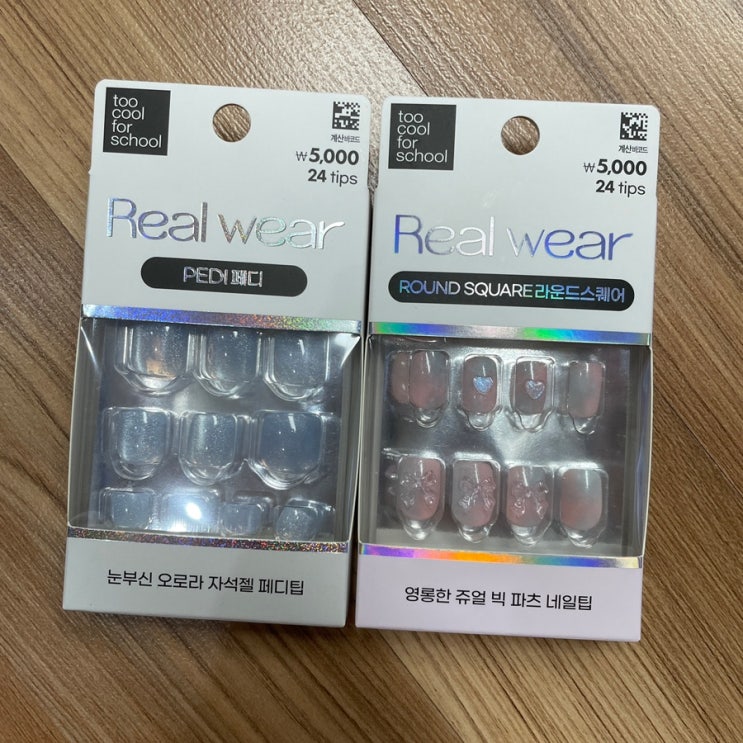 too
cool
for
school
계산바코드
₩5,000
24 tips
Real wear
PEDI 페디
눈부신 오로라 자석젤 페디팁
too
cool
for
school
계산바코드
₩5,000
24 tips
Real wear
ROUND SQUARE 라운드스퀘어
영롱한 쥬얼 빅 파츠 네일팁